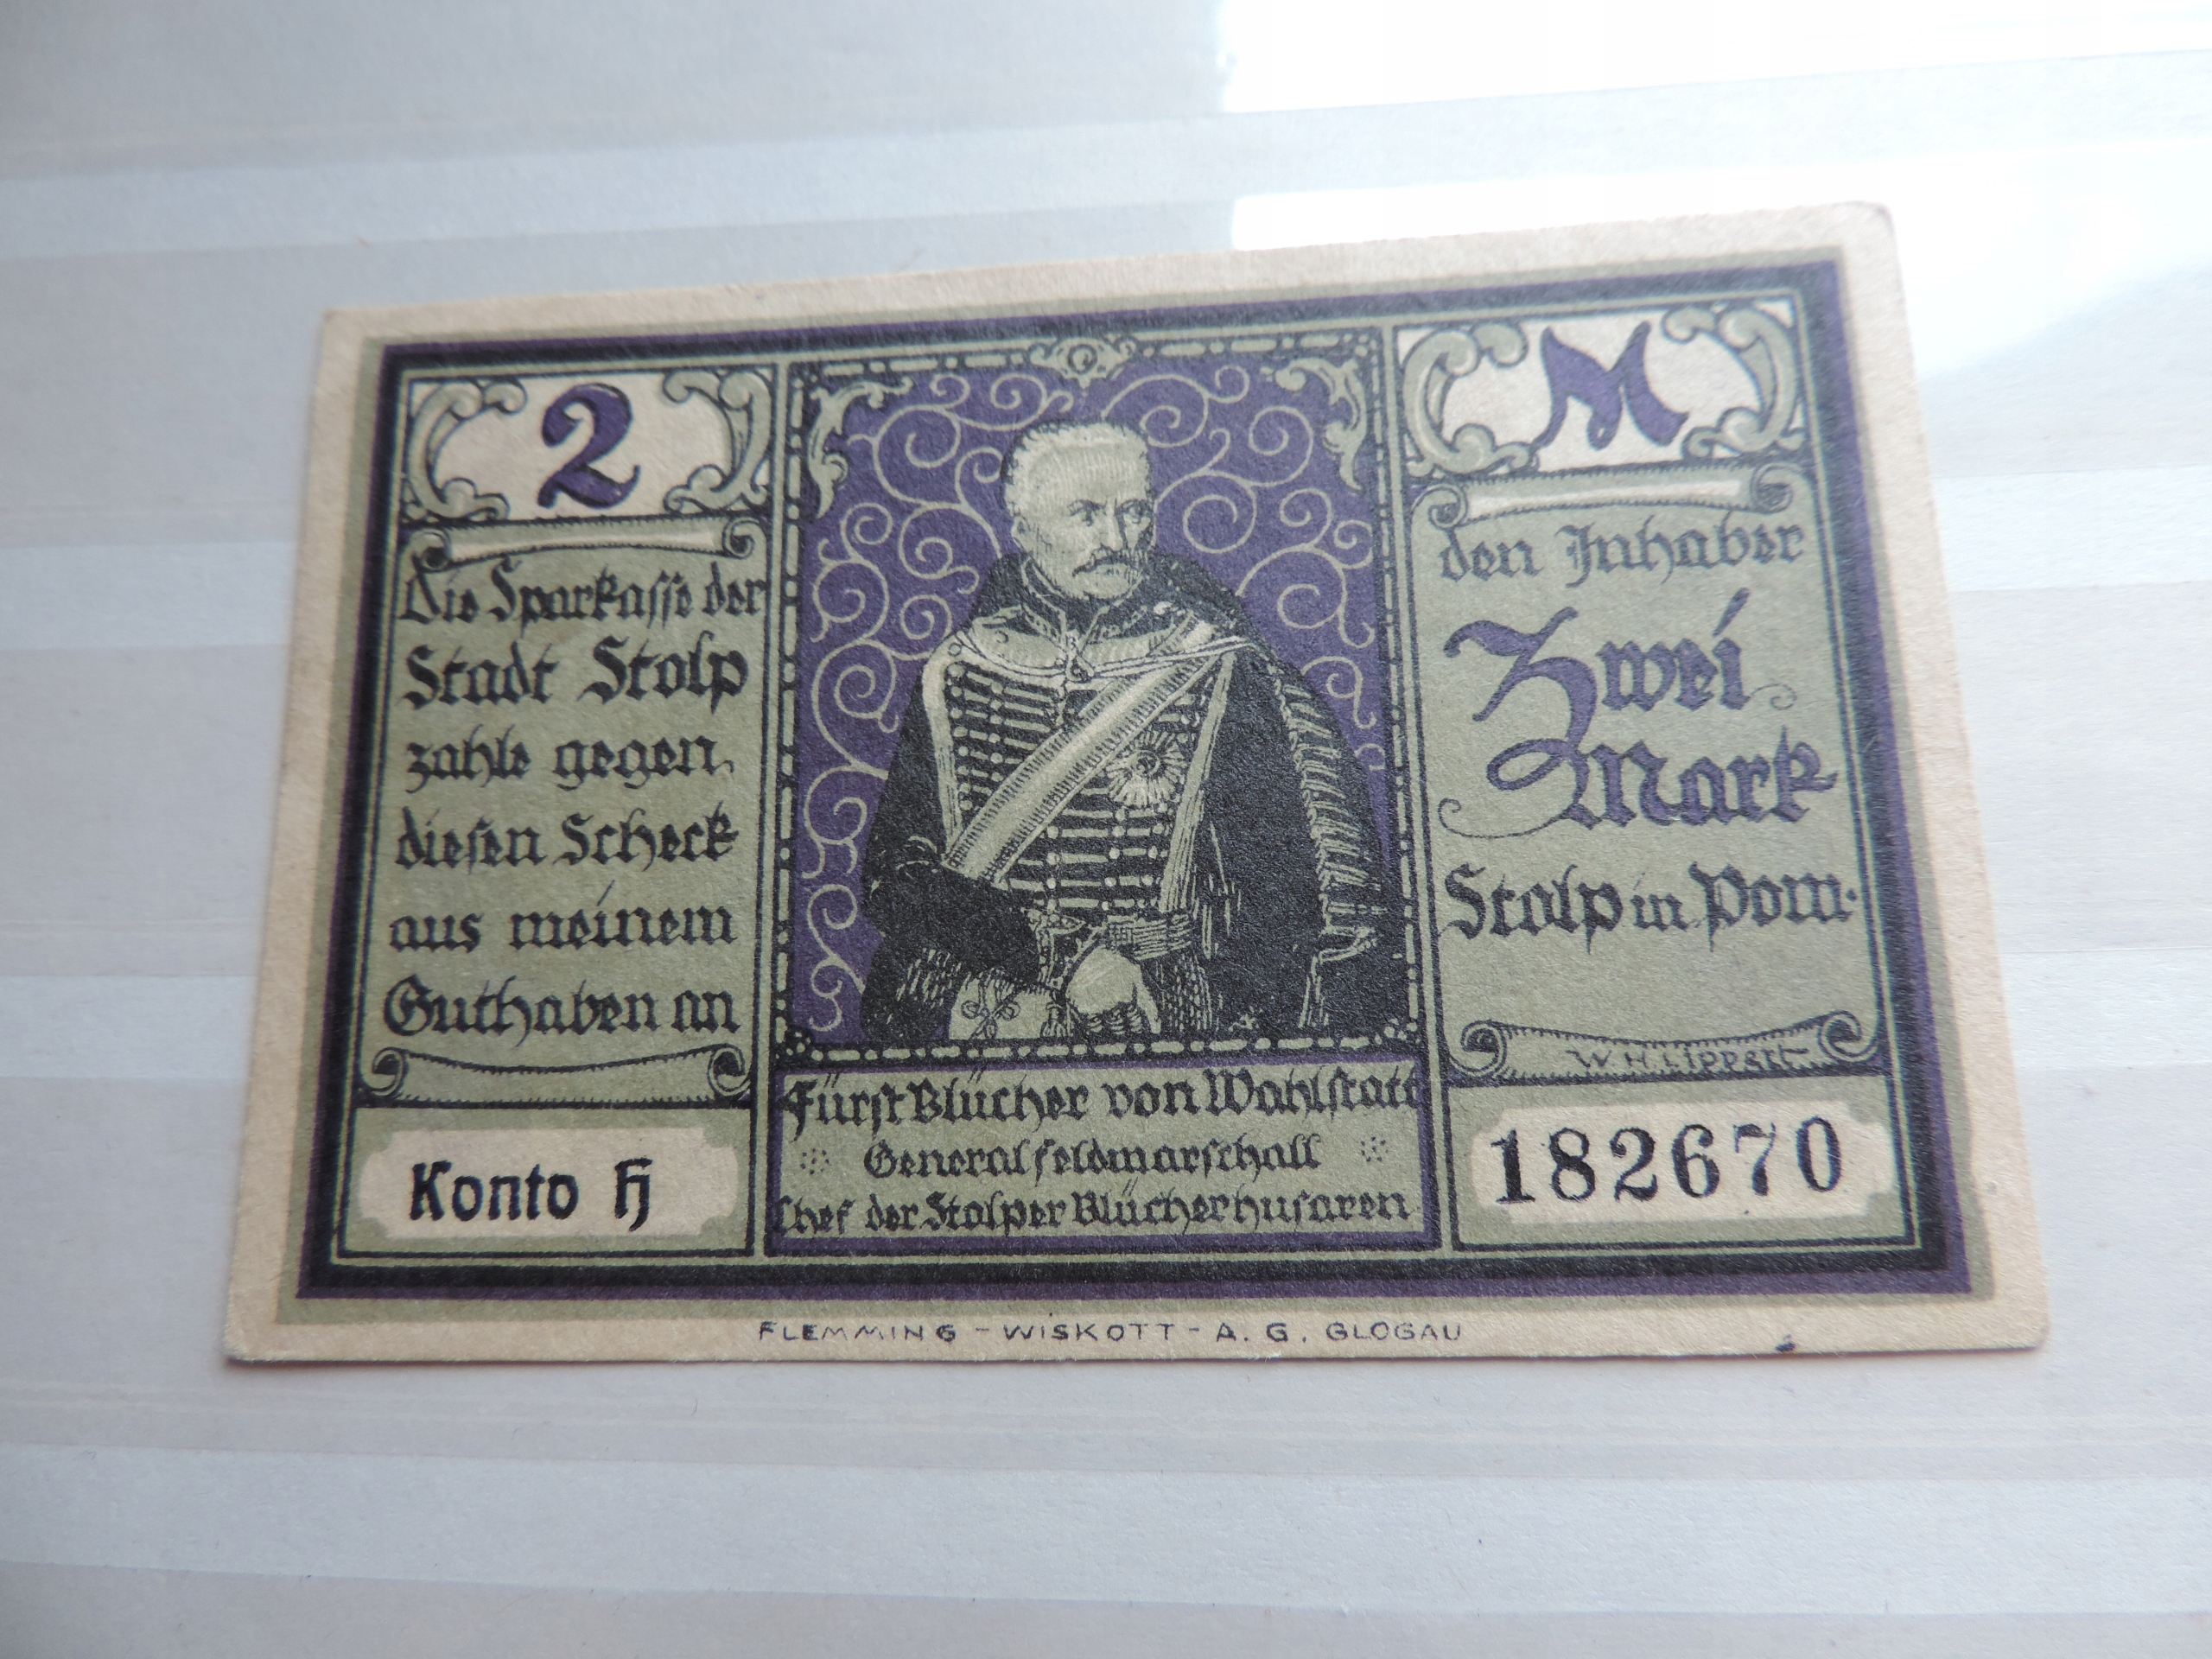 2
Die Sparkasse der
Stadt Stolp
zahle gegen
diesen Scheck
aus meinem
Guthaben an
Konto H
Fürst Blücher von Wahlstatt
Generalfeldmarschall
Chef der Stolper Blücherhusaren
M
den Inhaber
Zwei
Mark
Stolp in Pom.
W.H.Lippert
182670
FLEMMING - WISKOTT - A. G. GLOGAU